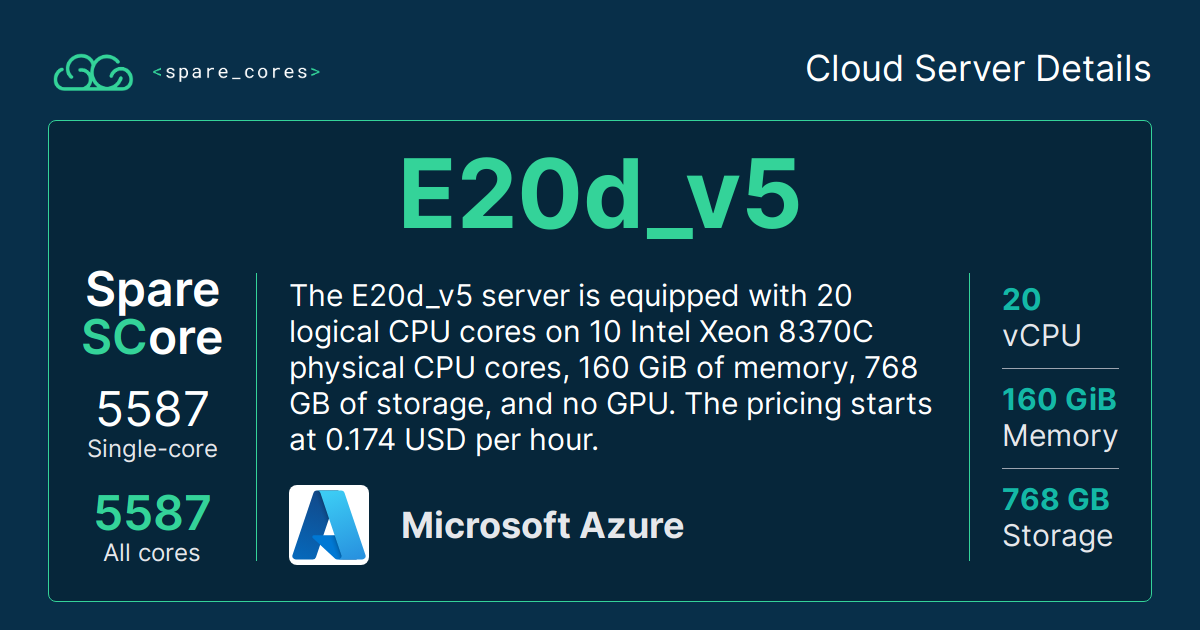 <spare_cores>
Cloud Server Details
E20d_v5
Spare
SCore
5587
Single-core
5587
All cores
The E20d_v5 server is equipped with 20
logical CPU cores on 10 Intel Xeon 8370C
physical CPU cores, 160 GiB of memory, 768
GB of storage, and no GPU. The pricing starts
at 0.174 USD per hour.
Microsoft Azure
20
vCPU
160 GiB
Memory
768 GB
Storage